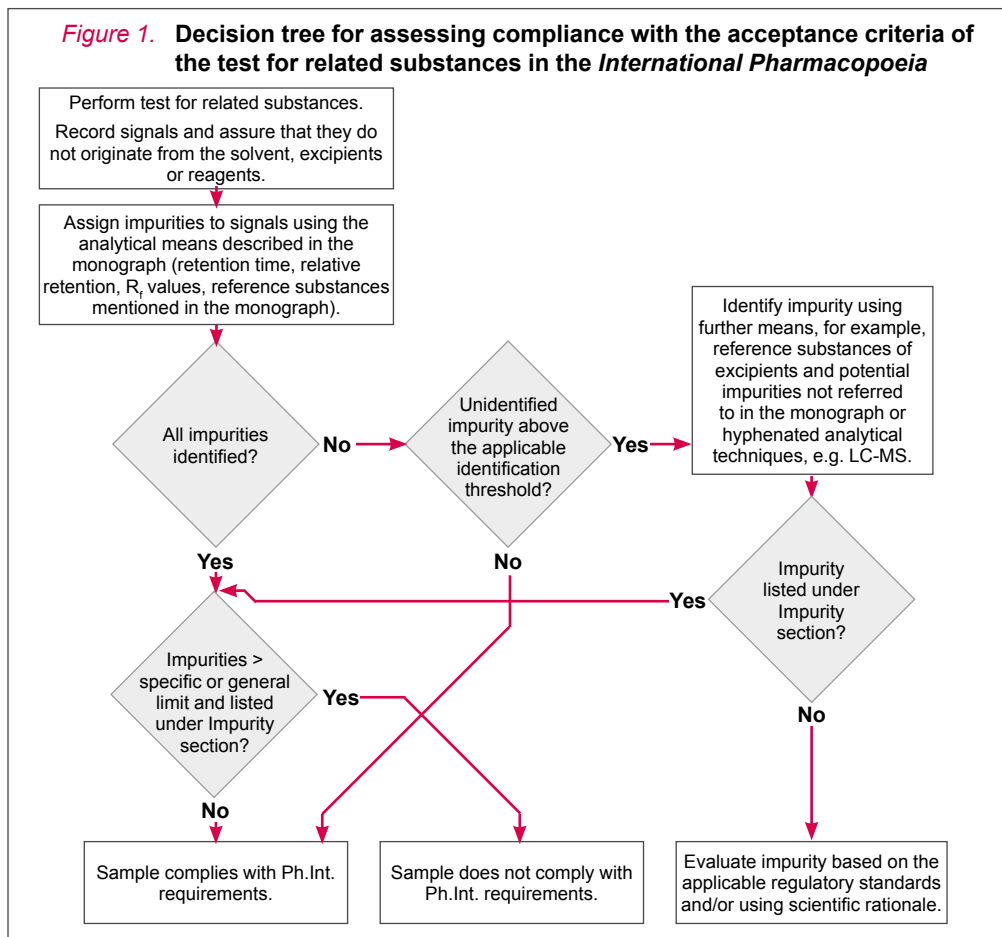 Figure 1. Decision tree for assessing compliance with the acceptance criteria of
the test for related substances in the International Pharmacopoeia
Perform test for related substances.
Record signals and assure that they do
not originate from the solvent, excipients
or reagents.
Assign impurities to signals using the
analytical means described in the
monograph (retention time, relative
retention, Rf values, reference substances
mentioned in the monograph).
All impurities
identified?
No
Unidentified
impurity above
the applicable
identification
threshold?
Yes
Identify impurity using
further means, for example,
reference substances of
excipients and potential
impurities not referred
to in the monograph or
hyphenated analytical
techniques, e.g. LC-MS.
Yes
No
Impurity
listed under
Impurity
section?
Yes
No
Impurities >
specific or general
limit and listed
under Impurity
section?
Yes
No
Sample complies with Ph.Int.
requirements.
Sample does not comply with
Ph.Int. requirements.
Evaluate impurity based on the
applicable regulatory standards
and/or using scientific rationale.